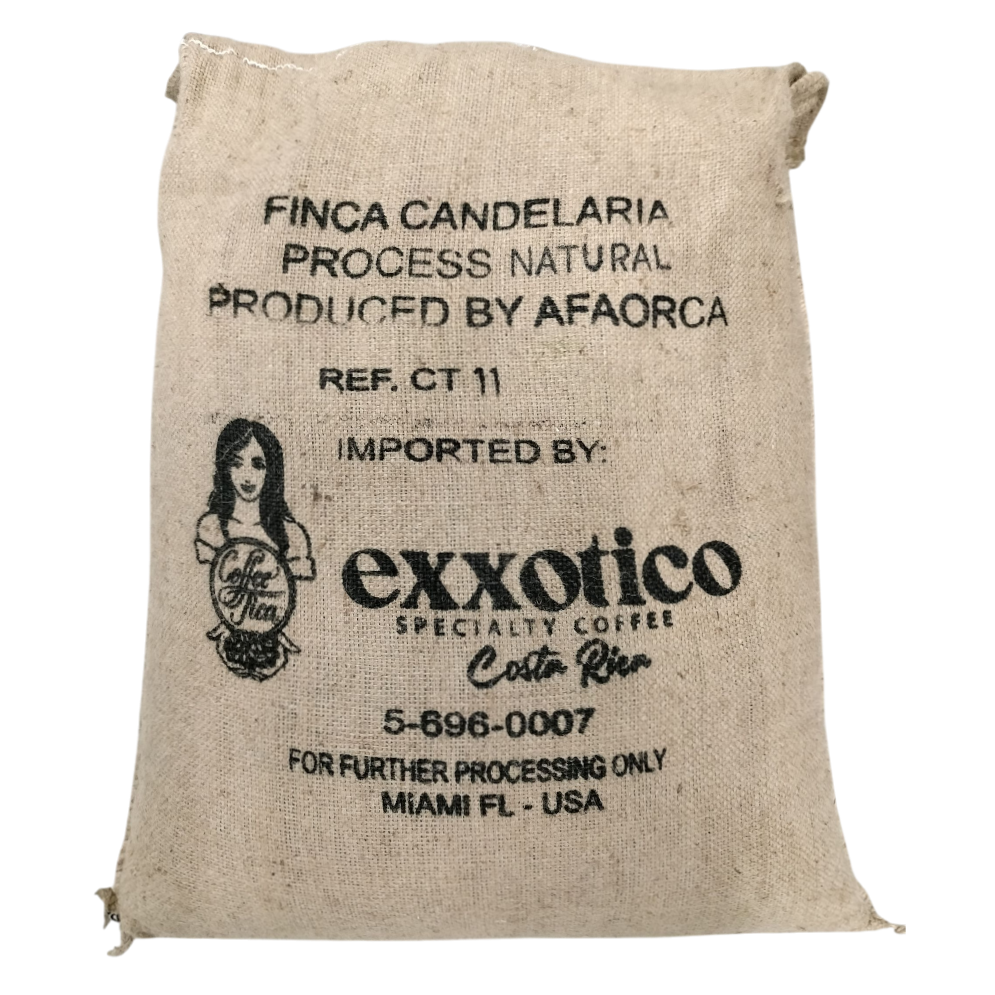 FINCA CANDELARIA
PROCESS NATURAL
PRODUCED BY AFAORCA
REF. CT 11
IMPORTED BY:
Coffee
Tica
exxotico
SPECIALTY COFFEE
Costa Rica
5-696-0007
FOR FURTHER PROCESSING ONLY
MIAMI FL - USA